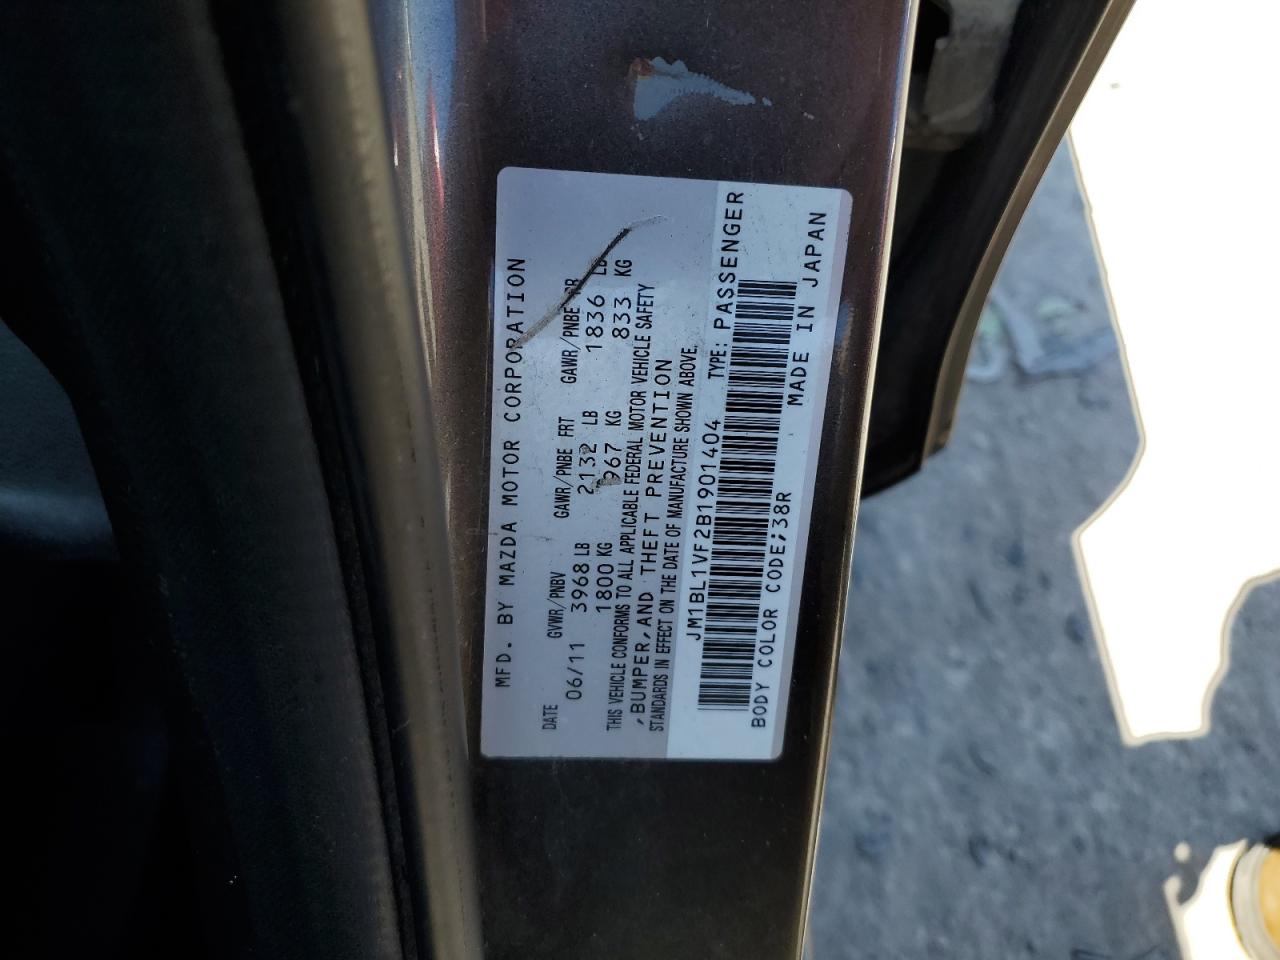 MFD. BY MAZDA MOTOR CORPORATION
DATE GVWR/PNBV GAWR/PNBE FRT GAWR/PNBE RR
06/11 3968 LB 2132 LB 1836 LB
1800 KG 967 KG 833 KG
THIS VEHICLE CONFORMS TO ALL APPLICABLE FEDERAL MOTOR VEHICLE SAFETY
,BUMPER, AND THEFT PREVENTION
STANDARDS IN EFFECT ON THE DATE OF MANUFACTURE SHOWN ABOVE.
JM1BL1VF2B1901404 TYPE: PASSENGER
BODY COLOR CODE;38R MADE IN JAPAN